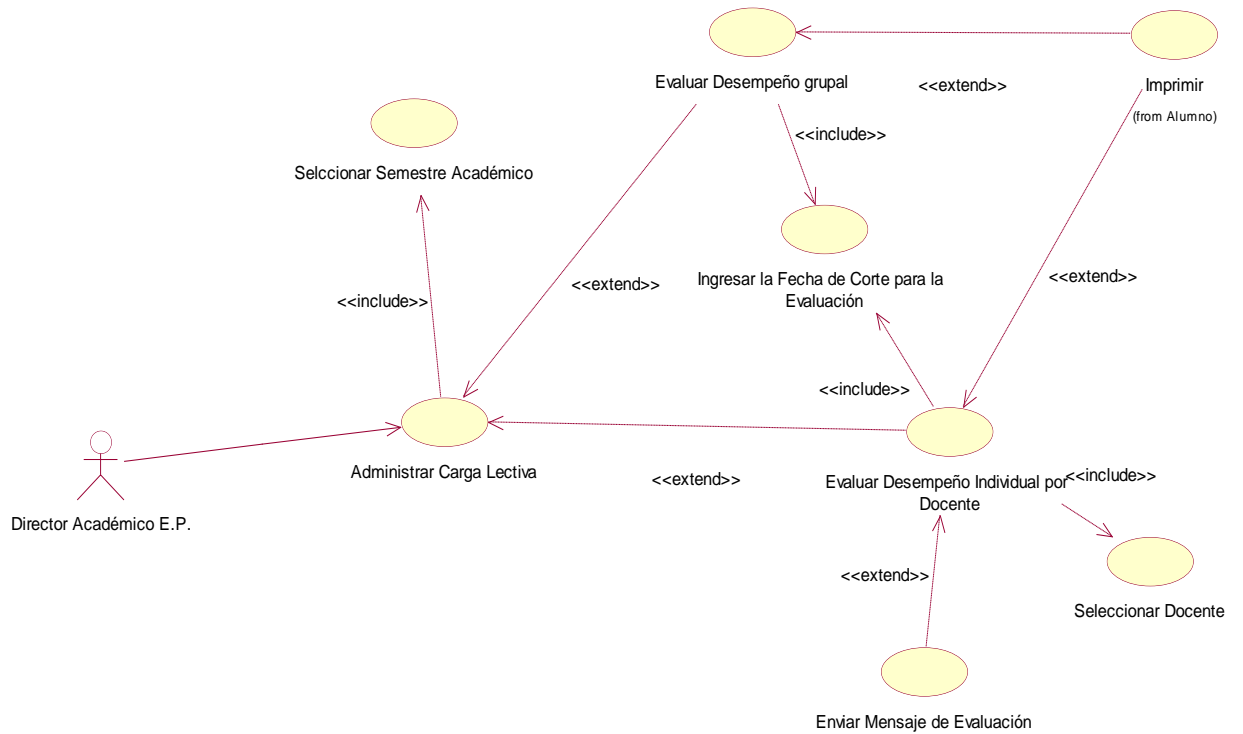 Evaluar Desempeño grupal
<<extend>>
Imprimir
(from Alumno)
<<include>>
Selccionar Semestre Académico
Ingresar la Fecha de Corte para la
Evaluación
<<extend>>
<<extend>>
<<include>>
<<include>>
Administrar Carga Lectiva
<<extend>>
Evaluar Desempeño Individual por
Docente
<<include>>
Director Académico E.P.
<<extend>>
Seleccionar Docente
Enviar Mensaje de Evaluación